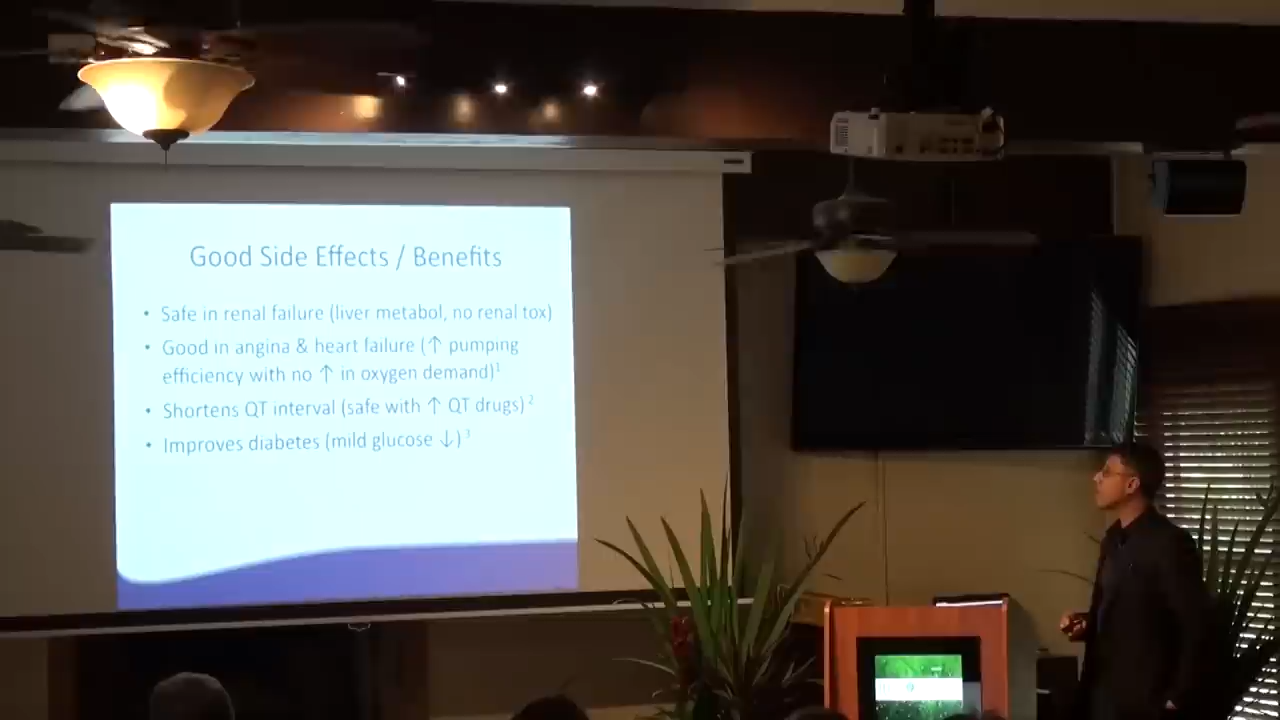 Good Side Effects / Benefits
• Safe in renal failure (liver metabol, no renal tox)
• Good in angina & heart failure (↑ pumping
efficiency with no ↑ in oxygen demand)¹
• Shortens QT interval (safe with ↑ QT drugs)²
• Improves diabetes (mild glucose ↓)³